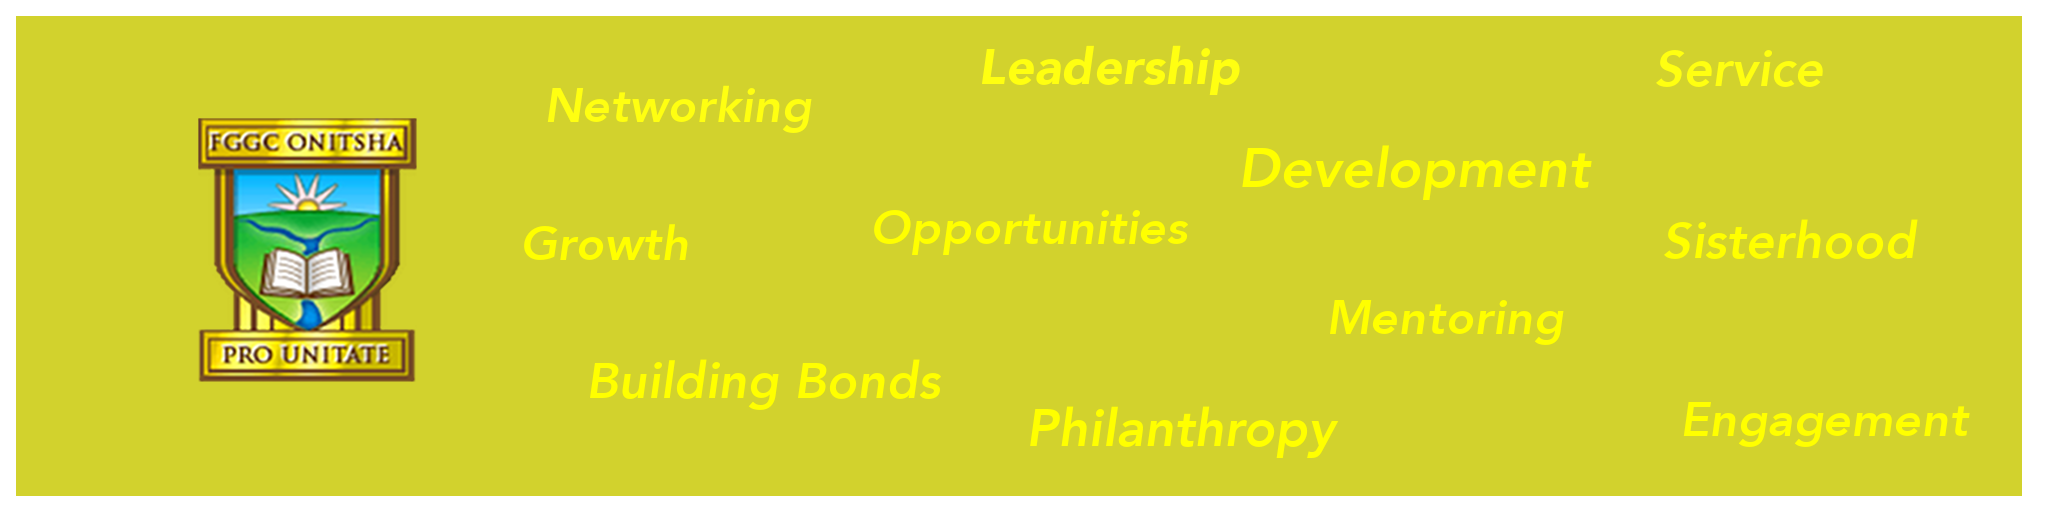 FGGC ONITSHA
PRO UNITATE
Networking
Leadership
Service
Development
Growth
Opportunities
Sisterhood
Mentoring
Building Bonds
Philanthropy
Engagement